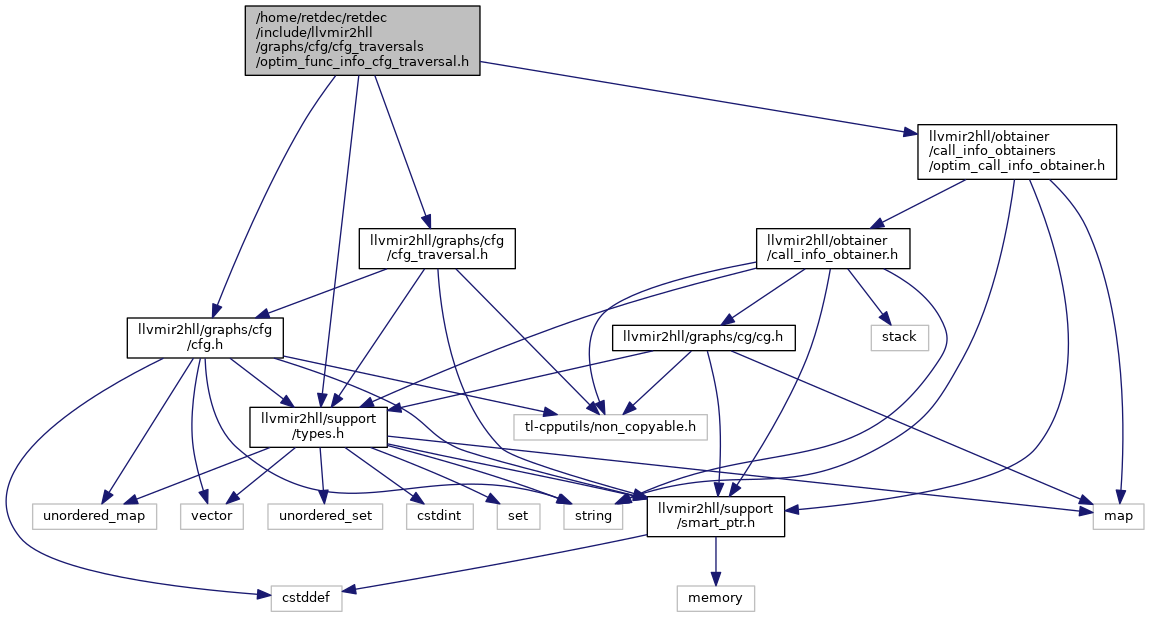 /home/retdec/retdec
/include/llvmir2hll
/graphs/cfg/cfg_traversals
/optim_func_info_cfg_traversal.h
llvmir2hll/obtainer
/call_info_obtainers
/optim_call_info_obtainer.h
llvmir2hll/graphs/cfg
/cfg_traversal.h
llvmir2hll/obtainer
/call_info_obtainer.h
llvmir2hll/graphs/cfg
/cfg.h
llvmir2hll/graphs/cg/cg.h
stack
llvmir2hll/support
/types.h
tl-cpputils/non_copyable.h
unordered_map
vector
unordered_set
cstdint
set
string
llvmir2hll/support
/smart_ptr.h
map
cstddef
memory